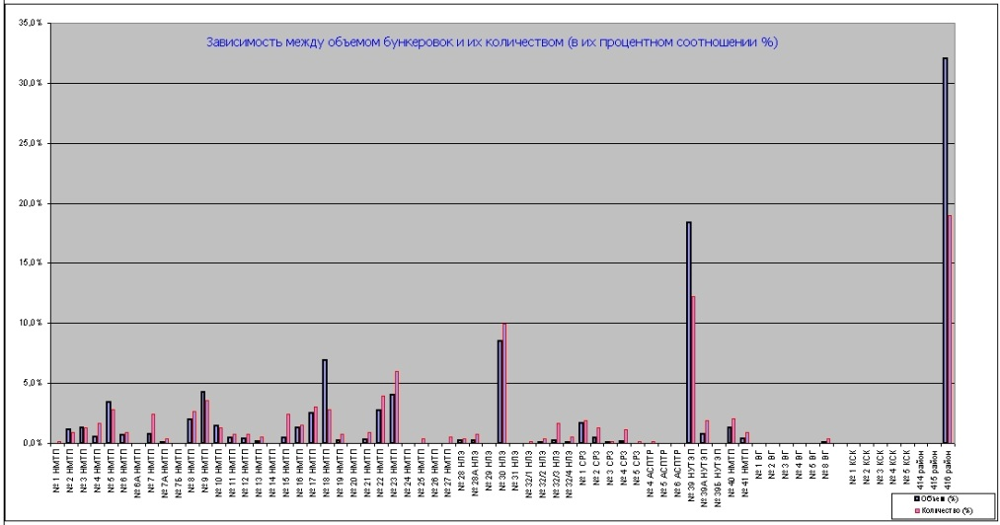 Зависимость между объемом бункеровок и их количеством (в их процентном соотношении %)
35,0%
30,0%
25,0%
20,0%
15,0%
10,0%
5,0%
0,0%
№ 1 НМТП
№ 2 НМТП
№ 3 НМТП
№ 4 НМТП
№ 5 НМТП
№ 6 НМТП
№ 6А НМТП
№ 7 НМТП
№ 7А НМТП
№ 7Б НМТП
№ 8 НМТП
№ 9 НМТП
№ 10 НМТП
№ 11 НМТП
№ 12 НМТП
№ 13 НМТП
№ 14 НМТП
№ 15 НМТП
№ 16 НМТП
№ 17 НМТП
№ 18 НМТП
№ 19 НМТП
№ 20 НМТП
№ 21 НМТП
№ 22 НМТП
№ 23 НМТП
№ 24 НМТП
№ 25 НМТП
№ 26 НМТП
№ 27 НМТП
№ 28 НПЭ
№ 28А НПЭ
№ 29 НПЭ
№ 30 НПЭ
№ 31 НПЭ
№ 32/1 НПЭ
№ 32/2 НПЭ
№ 32/3 НПЭ
№ 32/4 НПЭ
№ 1 СРЗ
№ 2 СРЗ
№ 3 СРЗ
№ 4 СРЗ
№ 5 СРЗ
№ 4 АСПТР
№ 5 АСПТР
№ 6 АСПТР
№ 39 НУТЭП
№ 39А НУТЭП
№ 39Б НУТЭП
№ 40 НМТП
№ 41 НМТП
№ 1 ВГ
№ 2 ВГ
№ 3 ВГ
№ 4 ВГ
№ 5 ВГ
№ 8 ВГ
№ 1 КСК
№ 2 КСК
№ 3 КСК
№ 4 КСК
№ 5 КСК
414 район
415 район
419 район
Объем (%)
Количество (%)